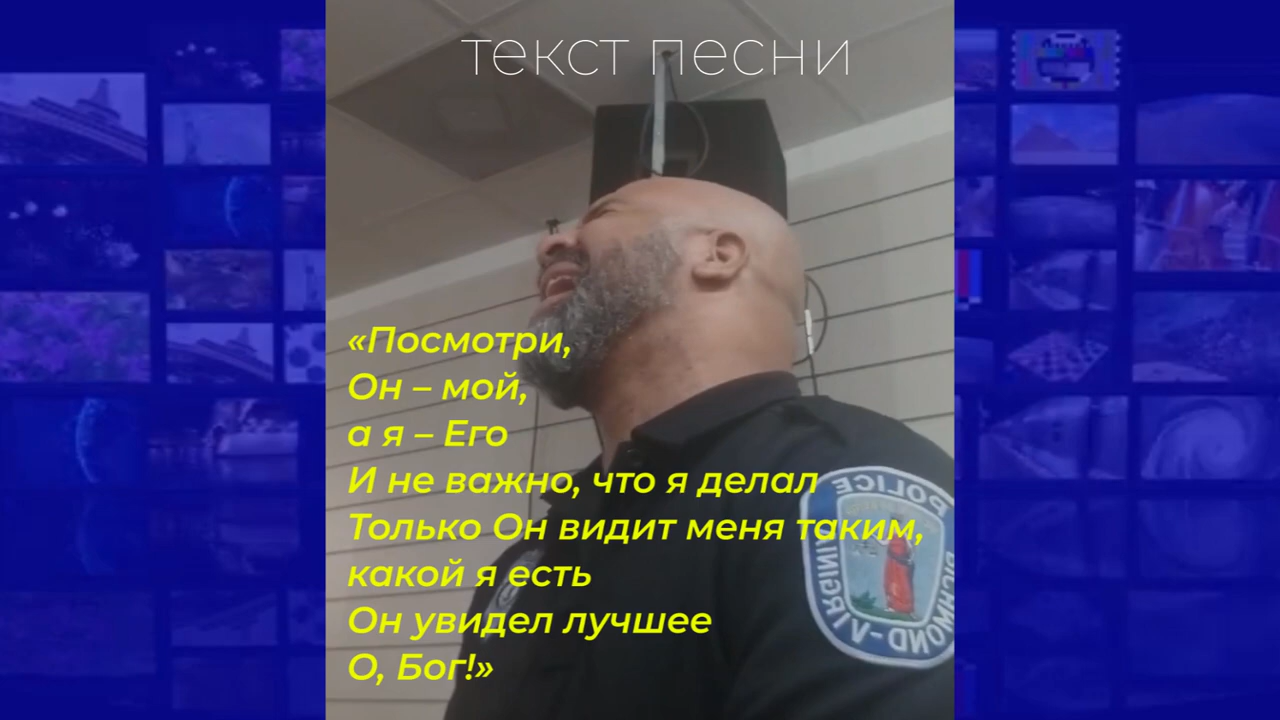 текст песни
«Посмотри,
Он – мой,
а я – Его
И не важно, что я делал
Только Он видит меня таким,
какой я есть
Он увидел лучшее
О, Бог!»
POLICE
RICHMOND-VIRGINIA